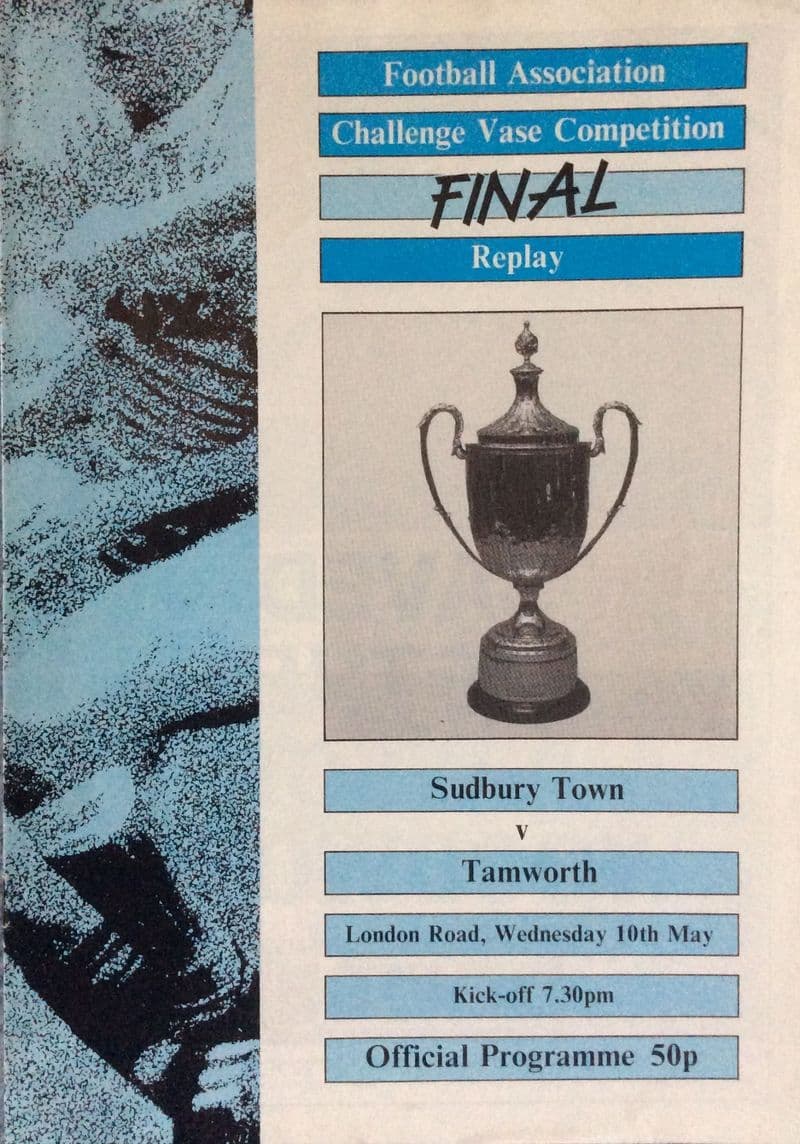 Football Association
Challenge Vase Competition
FINAL
Replay
Sudbury Town
v
Tamworth
London Road, Wednesday 10th May
Kick-off 7.30pm
Official Programme 50p